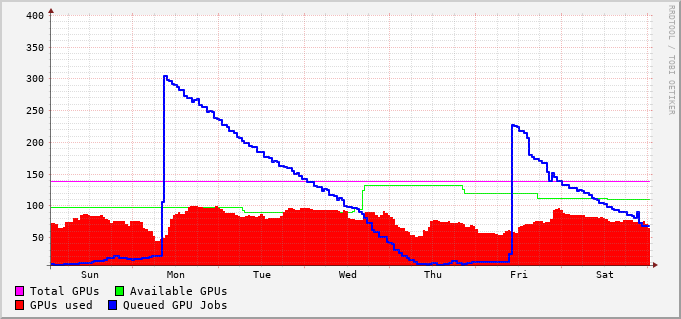 400
350
300
250
200
150
100
50
Sun Mon Tue Wed Thu Fri Sat
Total GPUs Available GPUs
GPUs used Queued GPU Jobs
RRDTOOL / TOBI OETIKER